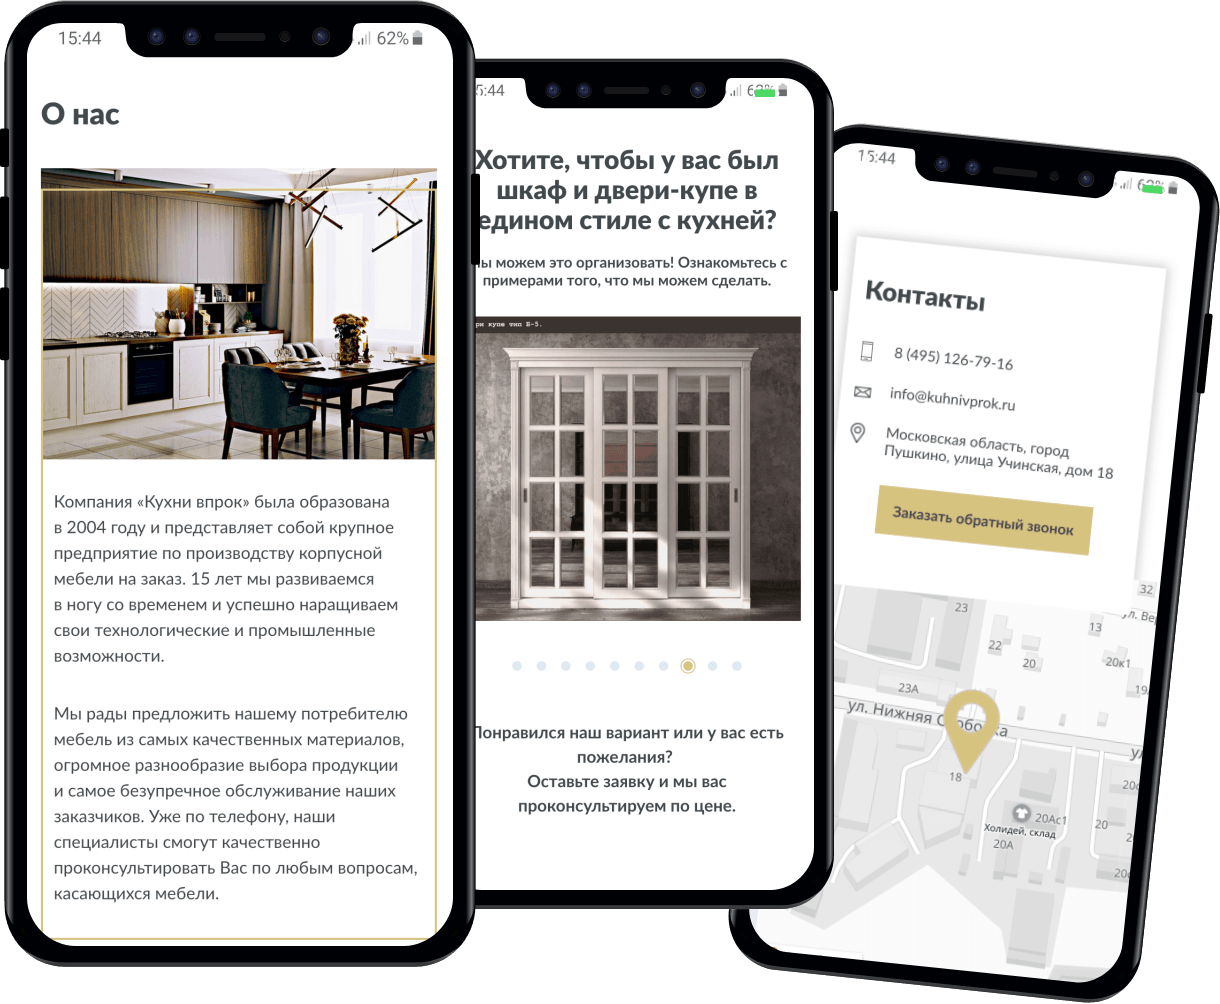 15:44
62%
О нас
Компания «Кухни впрок» была образована
в 2004 году и представляет собой крупное
предприятие по производству корпусной
мебели на заказ. 15 лет мы развиваемся
в ногу со временем и успешно наращиваем
свои технологические и промышленные
возможности.
Мы рады предложить нашему потребителю
мебель из самых качественных материалов,
огромное разнообразие выбора продукции
и самое безупречное обслуживание наших
заказчиков. Уже по телефону, наши
специалисты смогут качественно
проконсультировать Вас по любым вопросам,
касающихся мебели.
5:44
Хотите, чтобы у вас был
шкаф и двери-купе в
едином стиле с кухней?
ы можем это организовать! Ознакомьтесь с
примерами того, что мы можем сделать.
ри купе тип В-5.
Понравился наш вариант или у вас есть
пожелания?
Оставьте заявку и мы вас
проконсультируем по цене.
15:44
Контакты
8 (495) 126-79-16
info@kuhnivprok.ru
Московская область, город
Пушкино, улица Учинская, дом 18
Заказать обратный звонок
32
23
ул. Ве
13
22
20
20к1
23А
19
ул. Нижняя Слободка
ул
18
20
20Ас1
20
2
Холидей, склад
20А
20